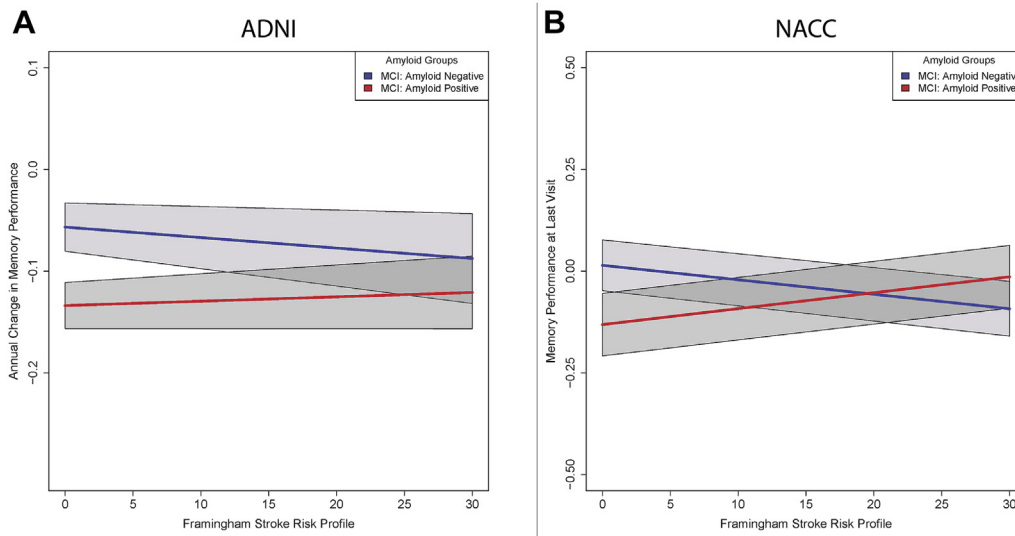 A
ADNI
Amyloid Groups
MCI: Amyloid Negative
MCI: Amyloid Positive
Annual Change in Memory Performance
0.1
0.0
−0.1
−0.2
0
5
10
15
20
25
30
Framingham Stroke Risk Profile
B
NACC
Amyloid Groups
MCI: Amyloid Negative
MCI: Amyloid Positive
Memory Performance at Last Visit
0.50
0.25
0.00
−0.25
−0.50
0
5
10
15
20
25
30
Framingham Stroke Risk Profile